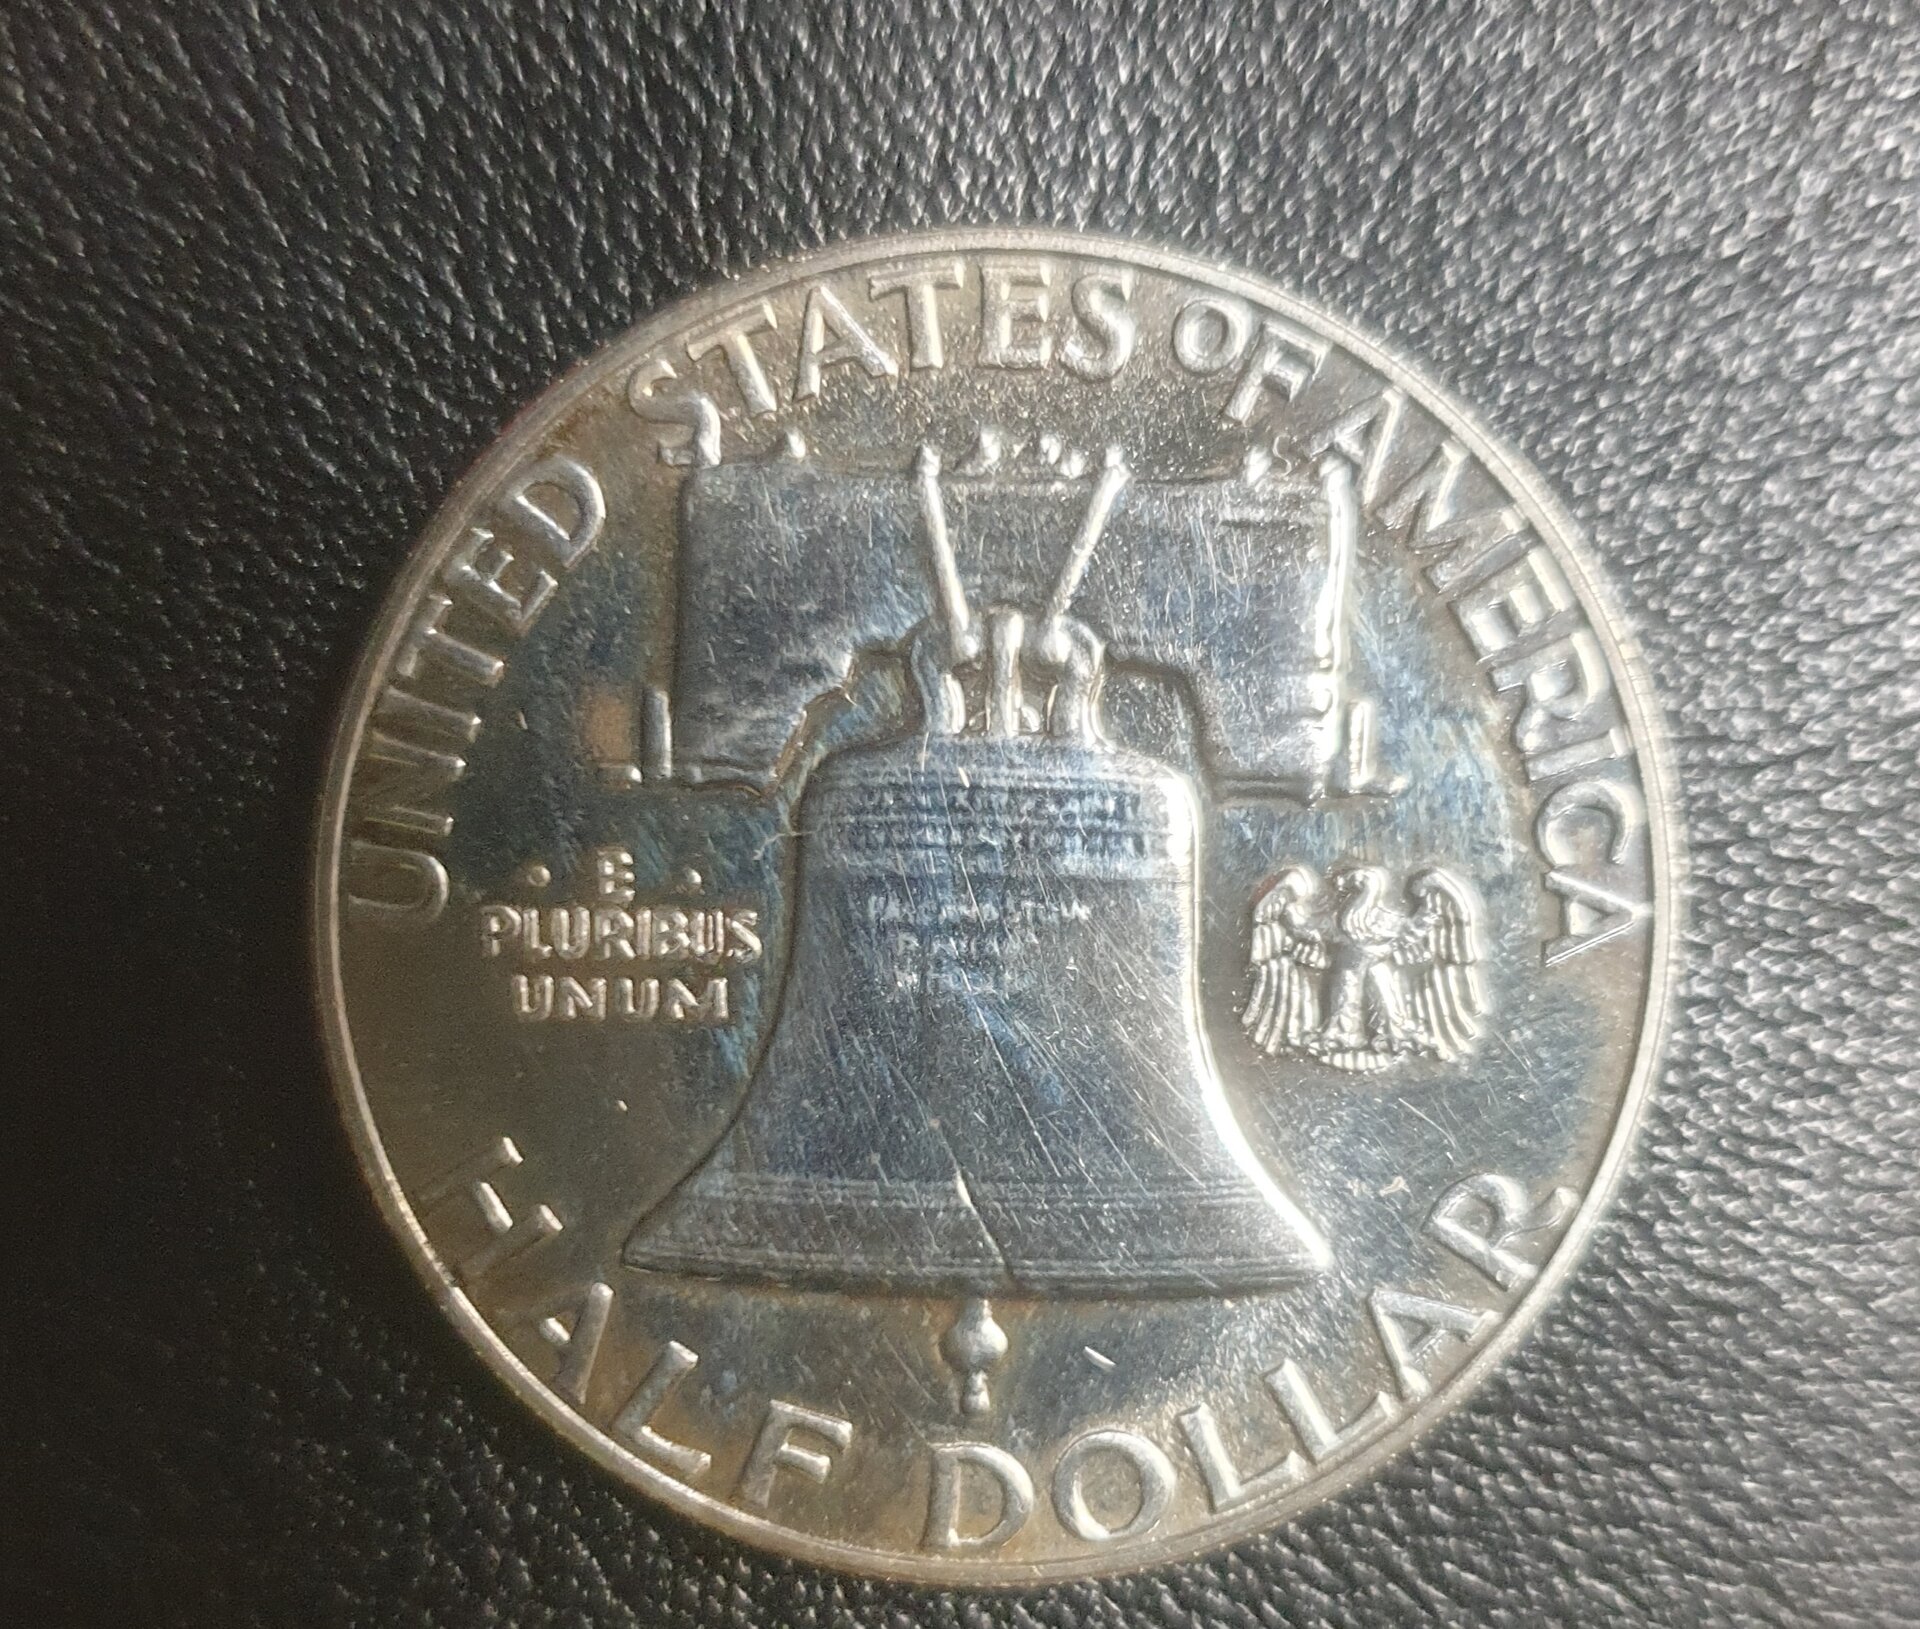 UNITED STATES OF AMERICA
· E ·
PLURIBUS
UNUM
HALF DOLLAR